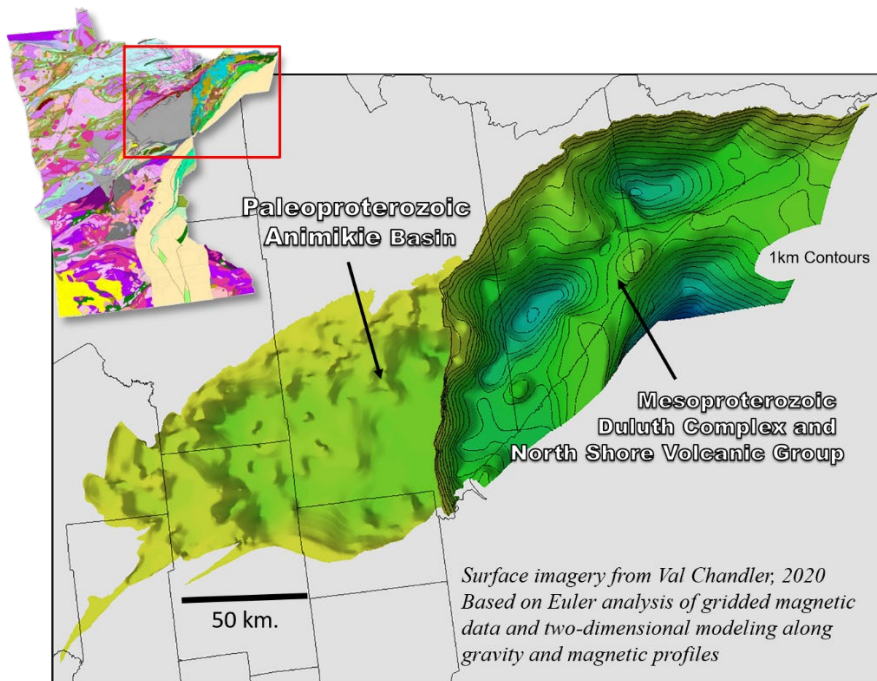 Paleoproterozoic
Animikie Basin
1km Contours
Mesoproterozoic
Duluth Complex and
North Shore Volcanic Group
50 km.
Surface imagery from Val Chandler, 2020
Based on Euler analysis of gridded magnetic
data and two-dimensional modeling along
gravity and magnetic profiles